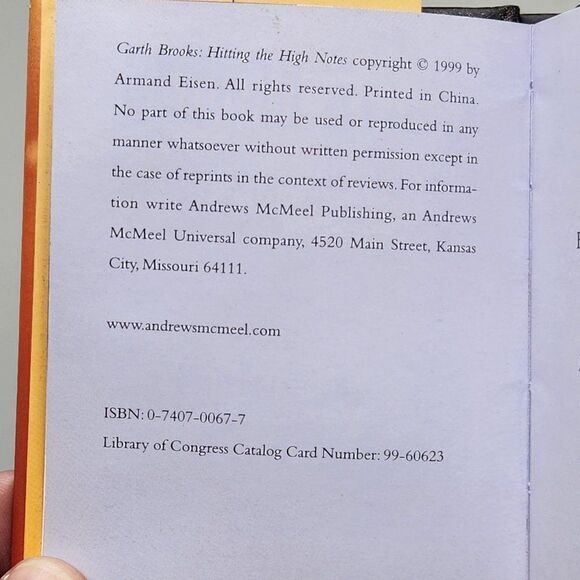 Garth Brooks: Hitting the High Notes copyright © 1999 by
Armand Eisen. All rights reserved. Printed in China.
No part of this book may be used or reproduced in any
manner whatsoever without written permission except in
the case of reprints in the context of reviews. For informa-
tion write Andrews McMeel Publishing, an Andrews
McMeel Universal company, 4520 Main Street, Kansas
City, Missouri 64111.
www.andrewsmcmeel.com
ISBN: 0-7407-0067-7
Library of Congress Catalog Card Number: 99-60623